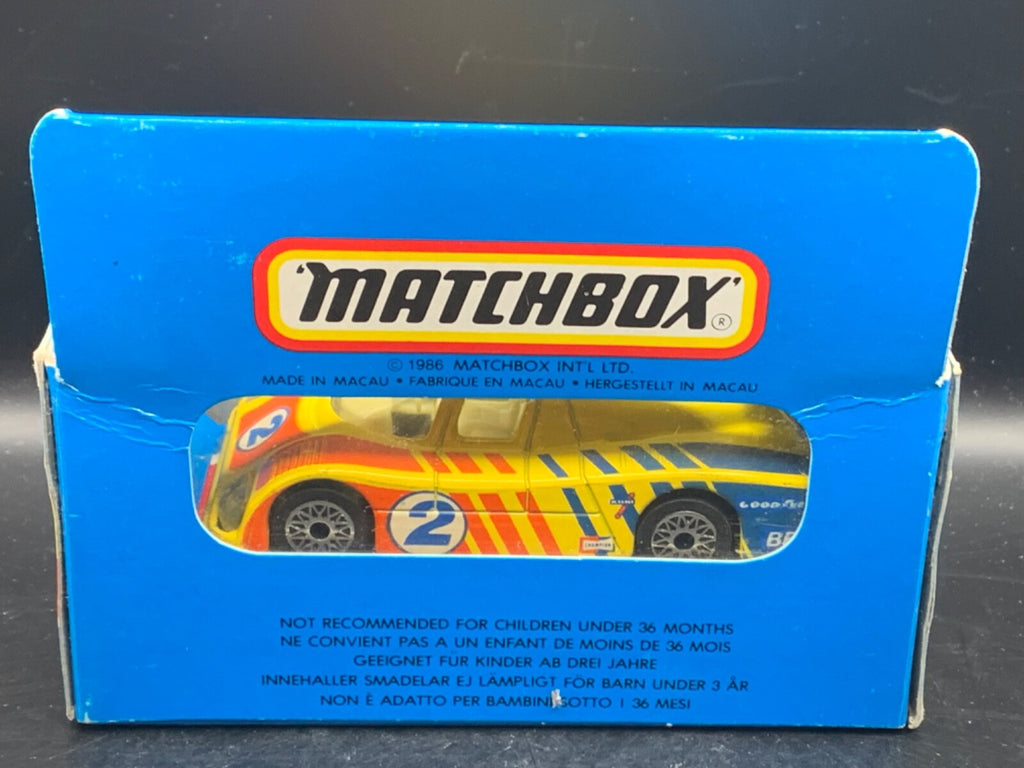 'MATCHBOX'®
© 1986 MATCHBOX INT'L LTD.
MADE IN MACAU • FABRIQUE EN MACAU • HERGESTELLT IN MACAU
2
2
CHAMPION
NOT RECOMMENDED FOR CHILDREN UNDER 36 MONTHS
NE CONVIENT PAS A UN ENFANT DE MOINS DE 36 MOIS
GEEIGNET FÜR KINDER AB DREI JAHRE
INNEHALLER SMADELAR EJ LÄMPLIGT FÖR BARN UNDER 3 ÅR
NON È ADATTO PER BAMBINI SOTTO I 36 MESI